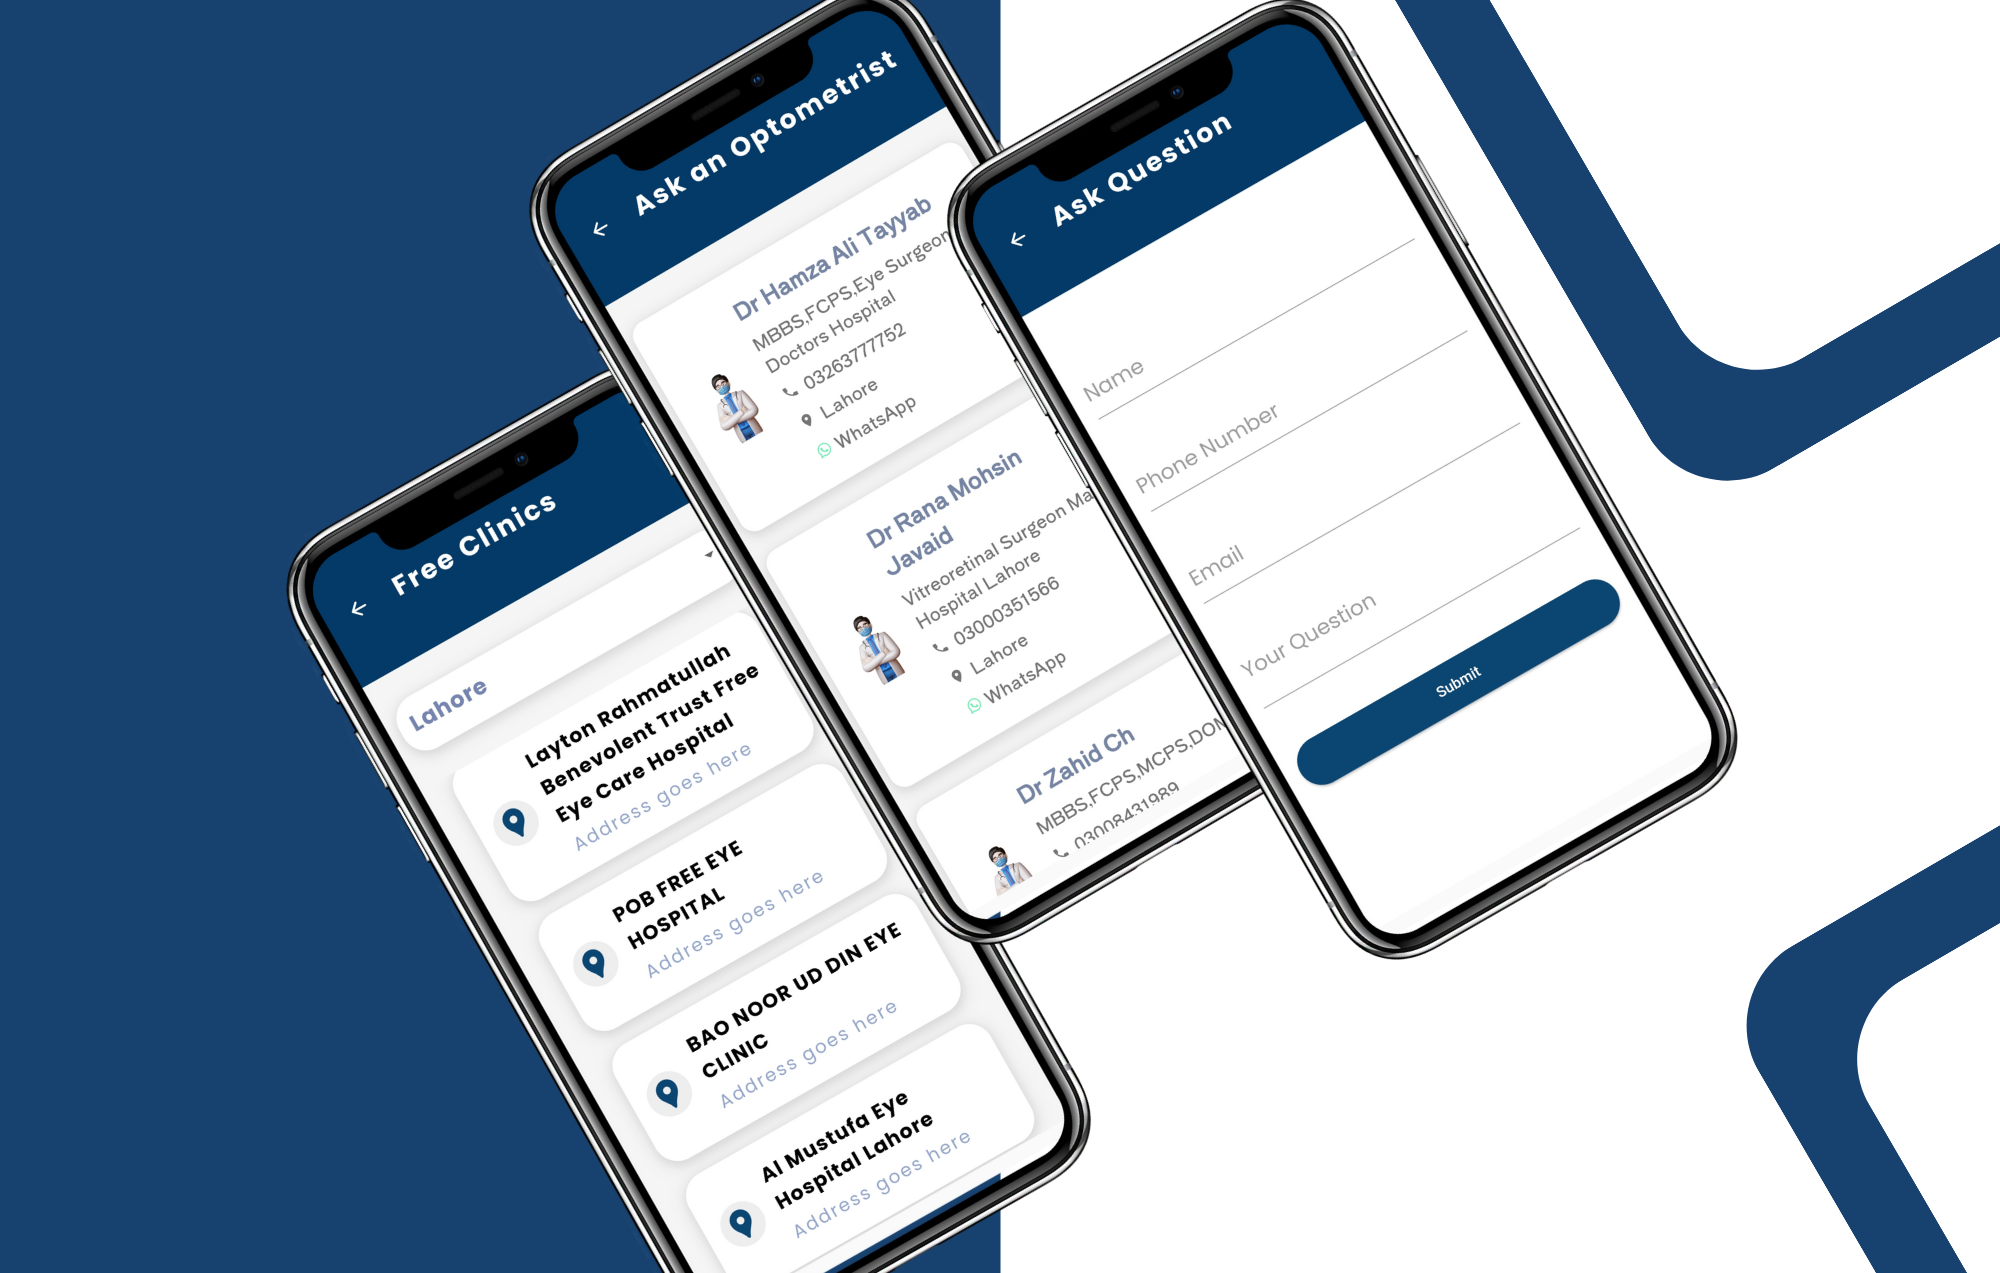 Free Clinics
Lahore
Layton Rahmatullah
Benevolent Trust Free
Eye Care Hospital
Address goes here
POB FREE EYE
HOSPITAL
Address goes here
BAO NOOR UD DIN EYE
CLINIC
Address goes here
Al Mustufa Eye
Hospital Lahore
Address goes here
Ask an Optometrist
Dr Hamza Ali Tayyab
MBBS,FCPS,Eye Surgeon
Doctors Hospital
03263777752
Lahore
WhatsApp
Dr Rana Mohsin
Javaid
Vitreoretinal Surgeon
Hospital Lahore
03000351566
Lahore
WhatsApp
Dr Zahid Ch
MBBS,FCPS,MCPS,
03008431989
Ask Question
Name
Phone Number
Email
Your Question
Submit